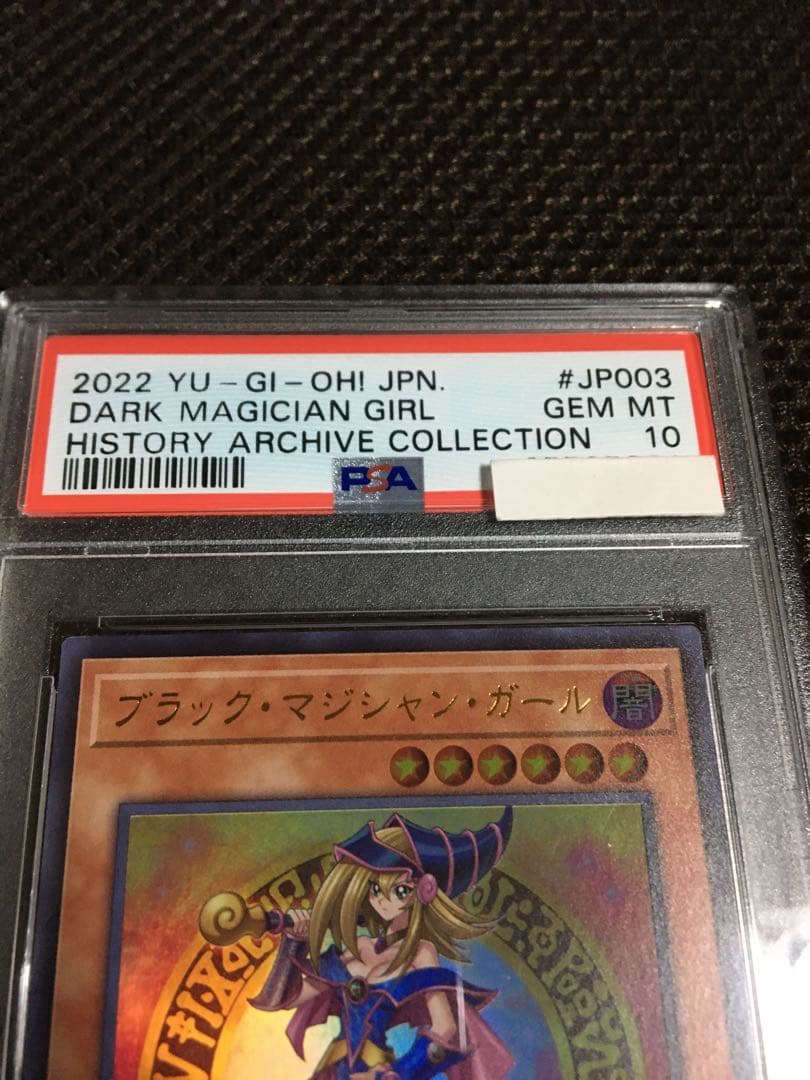 2022 YU-GI-OH! JPN. #JP003
DARK MAGICIAN GIRL GEM MT
HISTORY ARCHIVE COLLECTION 10
PSA
ブラック・マジシャン・ガール 闇